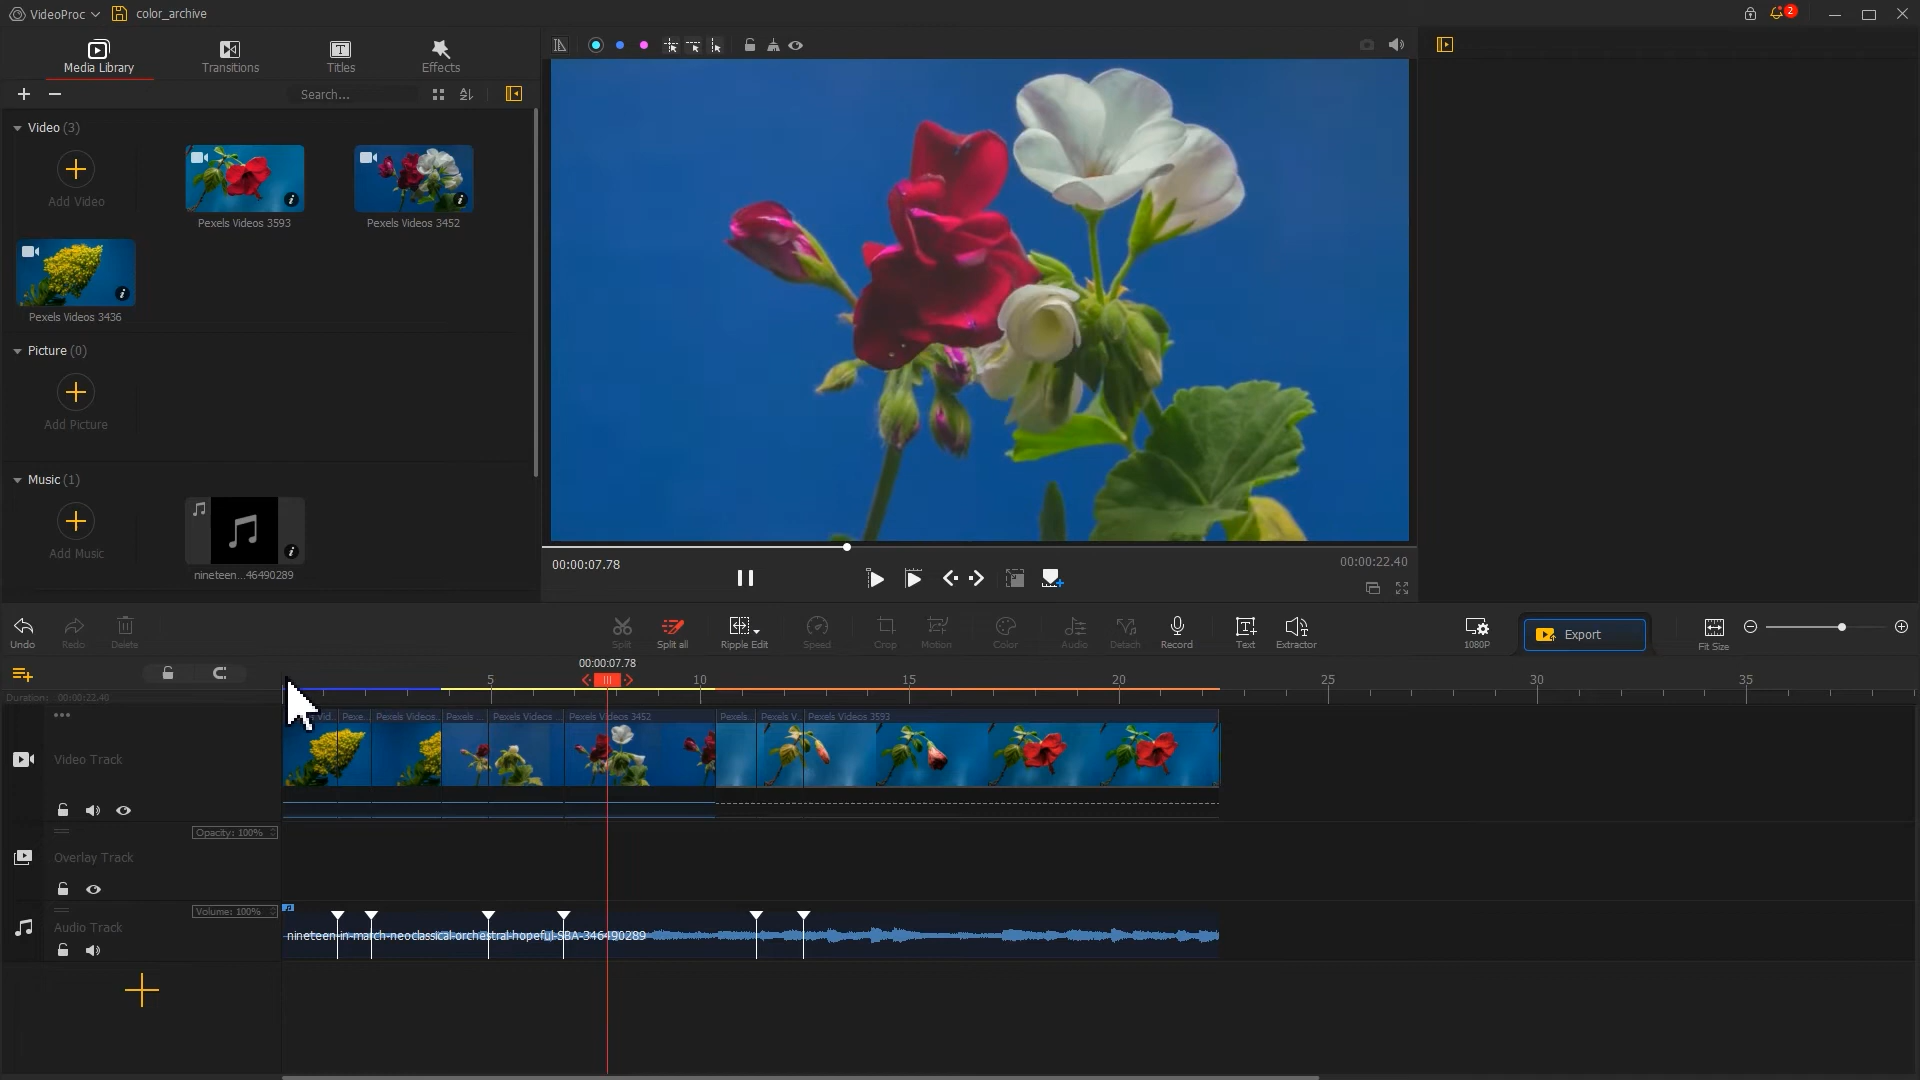 VideoProc
color_archive
2
Media Library
Transitions
Titles
Effects
Search...
Video (3)
Add Video
Pexels Videos 3593
Pexels Videos 3452
Pexels Videos 3436
Picture (0)
Add Picture
Music (1)
Add Music
nineteen...46490289
00:00:07.78
00:00:22.40
Undo
Redo
Delete
Split
Split all
Ripple Edit
Speed
Crop
Motion
Color
Audio
Detach
Record
Text
Extractor
1080P
Export
Fit Size
00:00:07.78
5
10
15
20
25
30
35
Duration: 00:00:22.40
Pexe...
Pexels Videos...
Pexels ...
Pexels Videos ...
Pexels Videos 3452
Pexels...
Pexels V...
Pexels Videos 3593
Video Track
Opacity: 100%
Overlay Track
Volume: 100%
Audio Track
nineteen-in-march-neoclassical-orchestral-hopeful-SBA-346490289